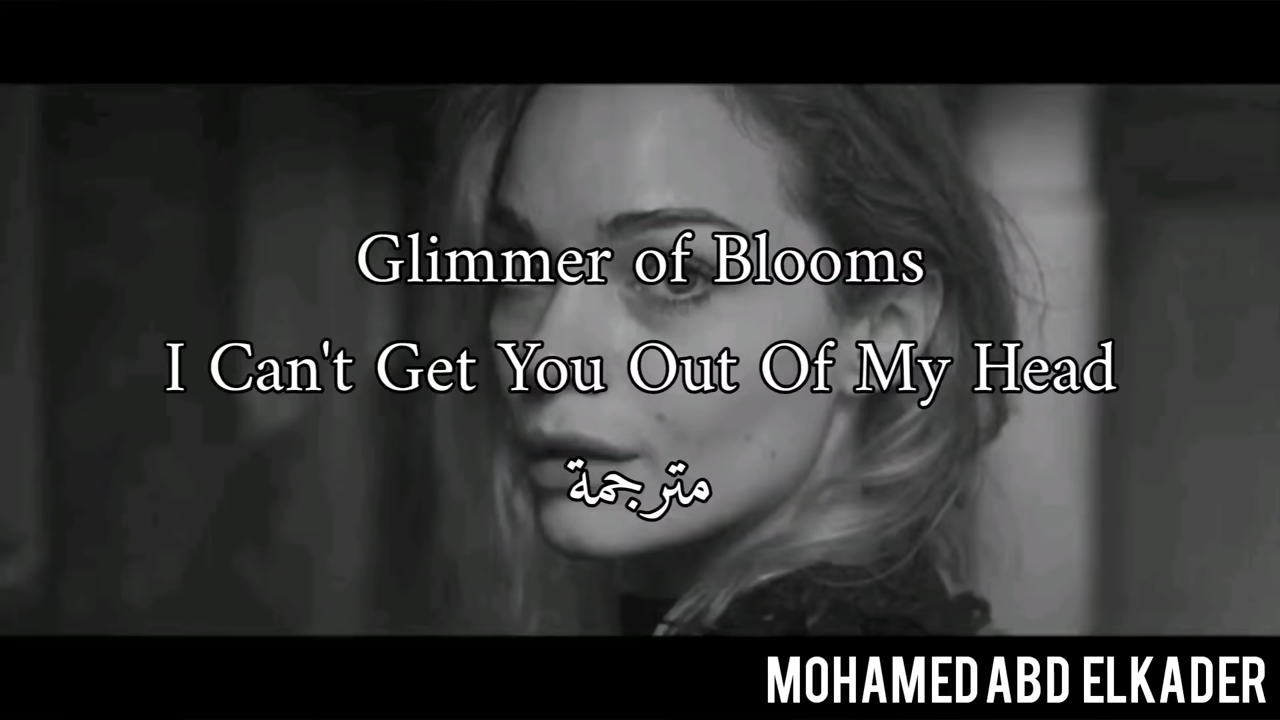 Glimmer of Blooms
I Can't Get You Out Of My Head
مترجمة
MOHAMED ABD ELKADER